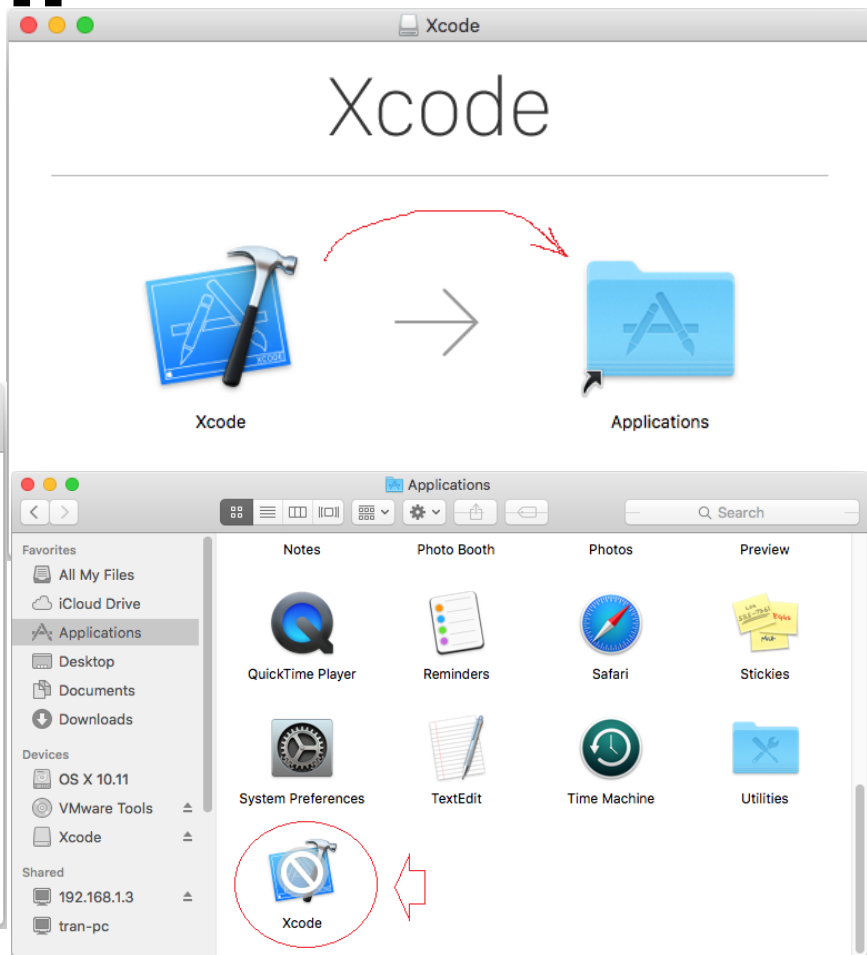 Xcode
Xcode
XCODE
Xcode
Applications
Applications
Search
Favorites
All My Files
iCloud Drive
Applications
Desktop
Documents
Downloads
Devices
OS X 10.11
VMware Tools
Xcode
Shared
192.168.1.3
tran-pc
Notes
Photo Booth
Photos
Preview
QuickTime Player
Reminders
Safari
Stickies
System Preferences
TextEdit
Time Machine
Utilities
Xcode